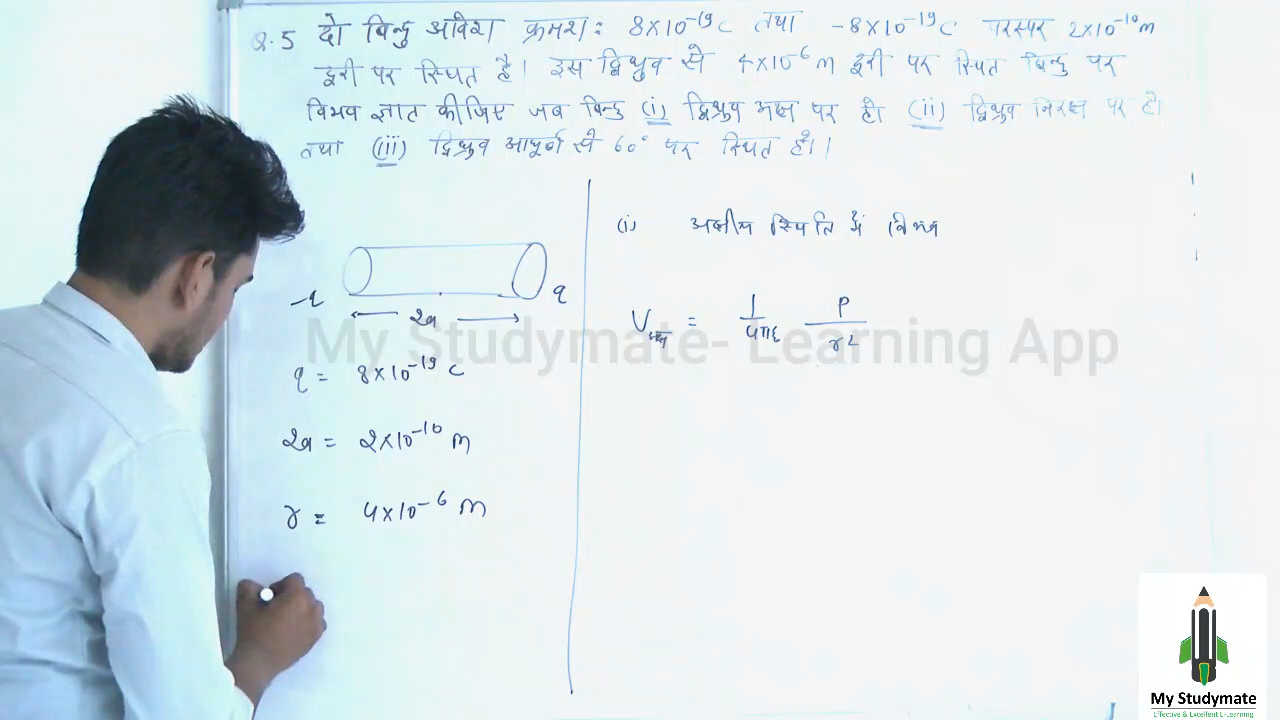 Q.5 दो बिन्दु आवेश क्रमश: 8×10⁻¹⁹C तथा -8×10⁻¹⁹C परस्पर 2×10⁻¹⁰m
दूरी पर स्थित है। इस द्विध्रुव से 4×10⁻⁶m दूरी पर स्थित बिन्दु पर
विभव ज्ञात कीजिए जब बिन्दु (i) द्विध्रुव अक्ष पर हो (ii) द्विध्रुव निरक्ष पर हो
तथा (iii) द्विध्रुव आघूर्ण से 60° पर स्थित हो।
(i) अक्षीय स्थिति में विभव
-q q
2a
V अक्ष = 1/4πε P/r²
My Studymate- Learning App
q = 8×10⁻¹⁹ C
2a = 2×10⁻¹⁰ m
r = 4×10⁻⁶ m
My Studymate
Effective & Excellent E-Learning